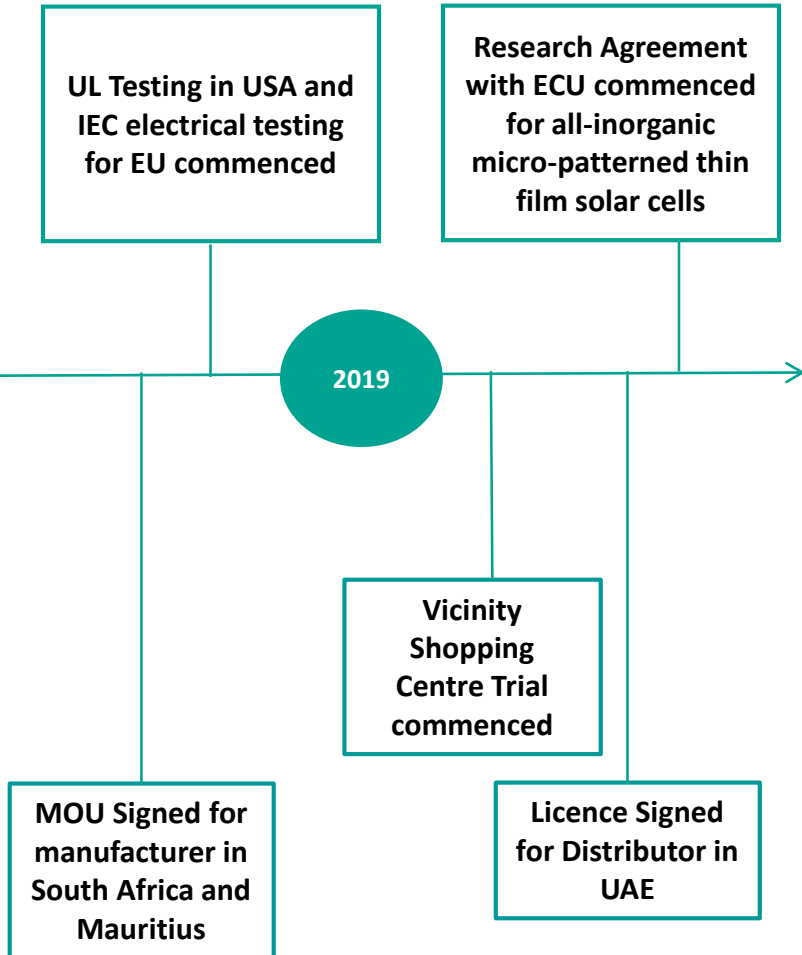 UL Testing in USA and
IEC electrical testing
for EU commenced
Research Agreement
with ECU commenced
for all-inorganic
micro-patterned thin
film solar cells
2019
Vicinity
Shopping
Centre Trial
commenced
MOU Signed for
manufacturer in
South Africa and
Mauritius
Licence Signed
for Distributor in
UAE